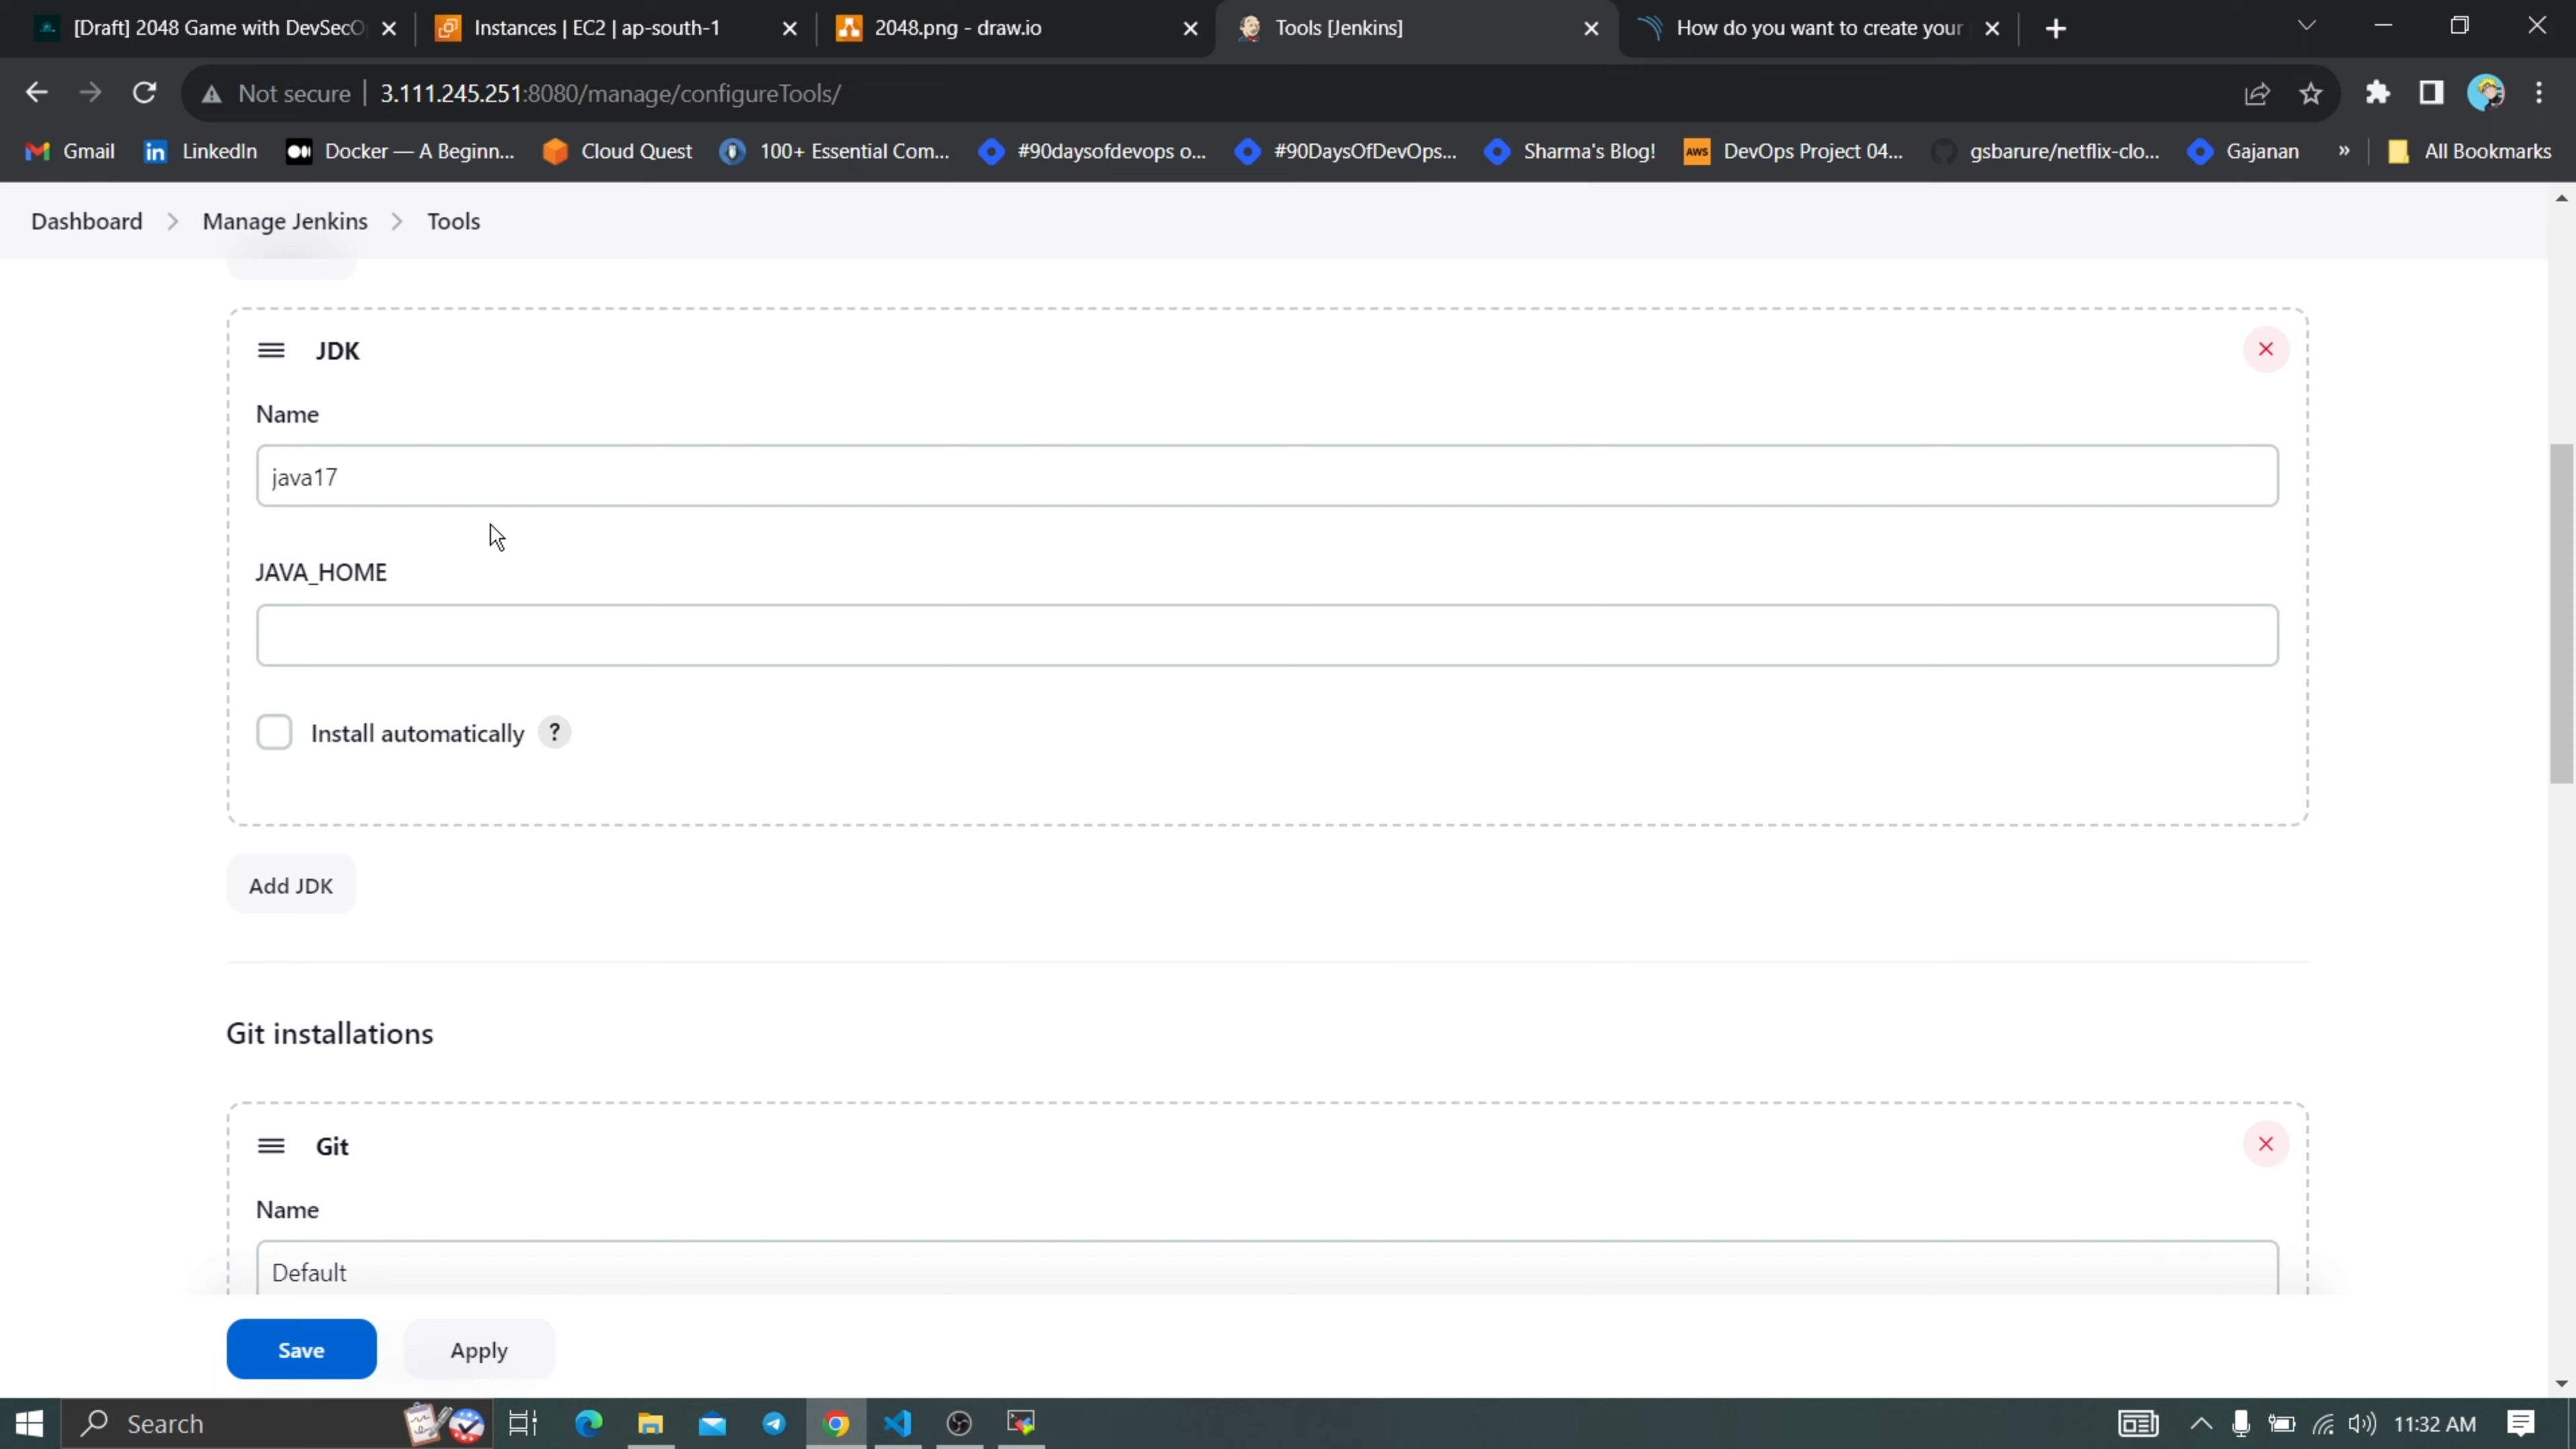 [Draft] 2048 Game with DevSecO
Instances | EC2 | ap-south-1
2048.png - draw.io
Tools [Jenkins]
How do you want to create your
Not secure
3.111.245.251:8080/manage/configureTools/
Gmail
LinkedIn
Docker — A Beginn...
Cloud Quest
100+ Essential Com...
#90daysofdevops o...
#90DaysOfDevOps...
Sharma's Blog!
aws
DevOps Project 04...
gsbarure/netflix-clo...
Gajanan
»
All Bookmarks
Dashboard > Manage Jenkins > Tools
JDK
Name
java17
JAVA_HOME
Install automatically ?
Add JDK
Git installations
Git
Name
Default
Save
Apply
Search
11:32 AM